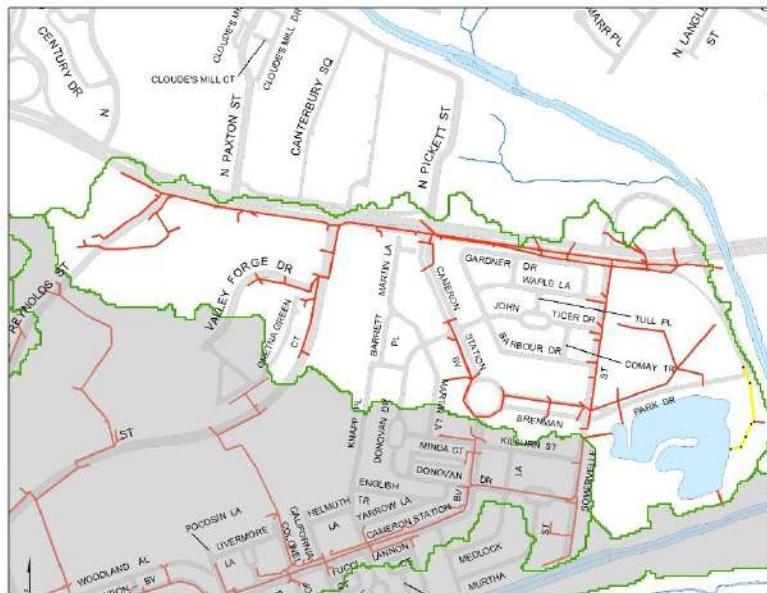 CLOUDE'S MILL DR
CLOUDE'S MILL CT
CENTURY DR
N
N PAXTON ST
CANTERBURY SQ
N PICKETT ST
MARR PL
ST
REYNOLDS ST
VALLEY FORGE DR
GRETNA GREEN
CT
MARTIN LA
BARRETT
PL
CAMERON
STATION
BV
GARDNER DR
WAPLE LA
JOHN
TICER DR
TULL PL
BARBOUR DR
COMAY TR
ST
PARK DR
BRENMAN
MARTIN LA
KNAPP PL
DONOVAN DR
MINDA CT
KILBURN ST
DONOVAN DR
LA
SOMERVELLE
ST
ENGLISH
TR
HELMUTH
LA
YARROW LA
BV
CAMERON STATION
CALIFORNIA
COLONEL
POCOSIN LA
LIVERMORE
LA
WOODLAND AL
BV
MEDLOCK
MURTHA
ST